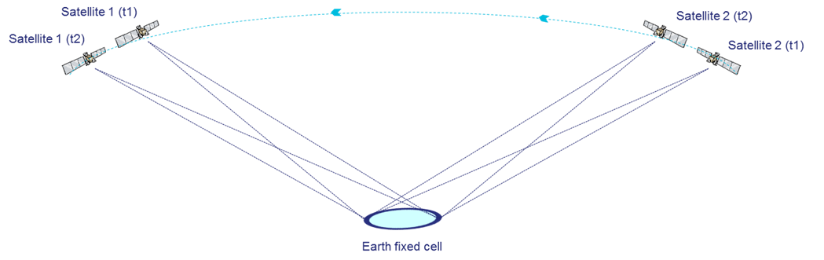 Satellite 1 (t1)
Satellite 2 (t2)
Satellite 1 (t2)
Satellite 2 (t1)
Earth fixed cell